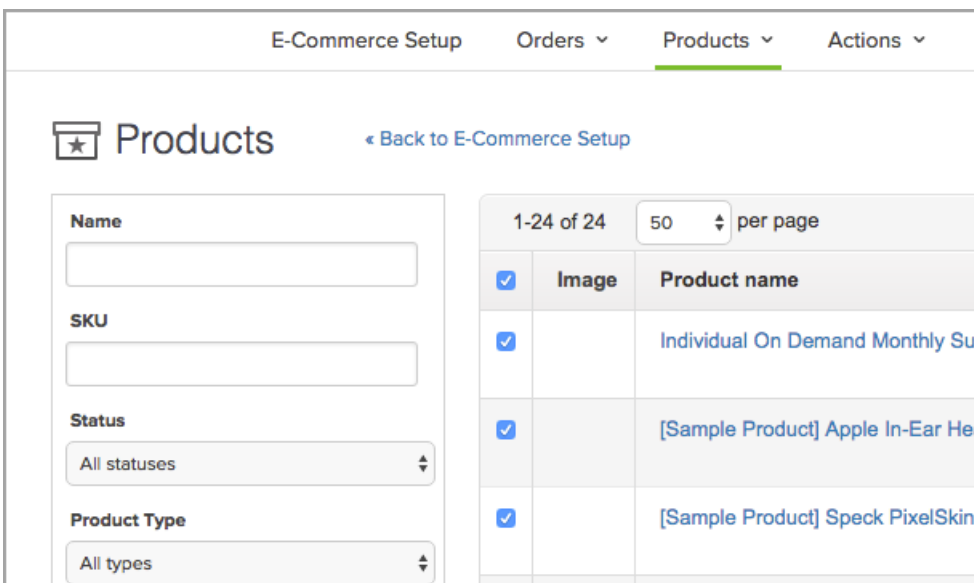 E-Commerce Setup Orders Products Actions
Products « Back to E-Commerce Setup
Name
SKU
Status
All statuses
Product Type
All types
1-24 of 24 50 per page
Image Product name
Individual On Demand Monthly Su
[Sample Product] Apple In-Ear He
[Sample Product] Speck PixelSkin